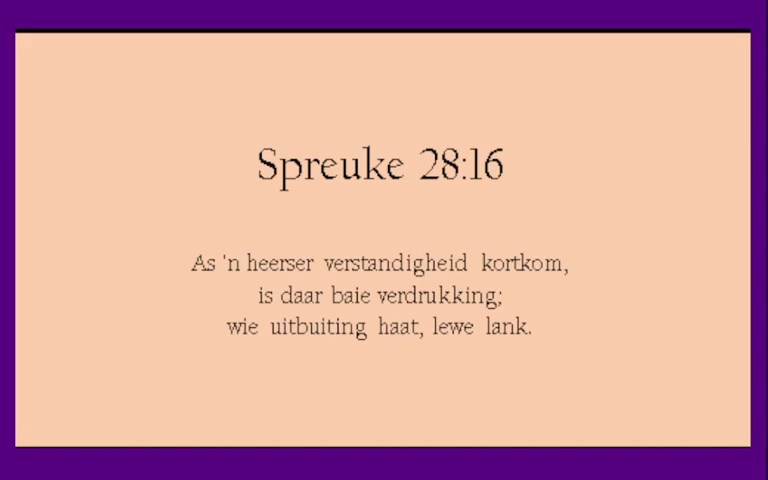 Spreuke 28:16
As 'n heerser verstandigheid kortkom,
is daar baie verdrukking;
wie uitbuiting haat, lewe lank.